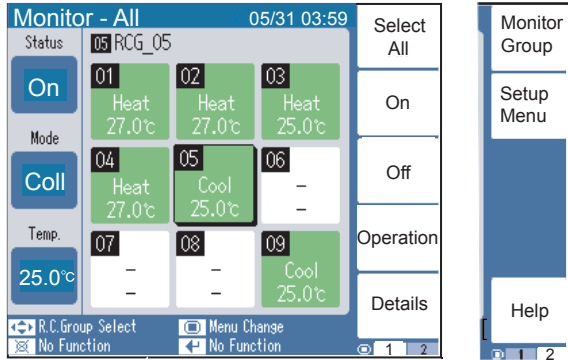 Monitor - All 05/31 03:59
Status
05 RCG_05
On
Mode
Coll
Temp.
25.0℃
01
Heat
27.0℃
02
Heat
27.0℃
03
Heat
25.0℃
04
Heat
27.0℃
05
Cool
25.0℃
06
–
–
07
–
–
08
–
–
09
Cool
25.0℃
R.C.Group Select
Menu Change
No Function
No Function
Select
All
On
Off
Operation
Details
1 2
Monitor
Group
Setup
Menu
Help
1 2